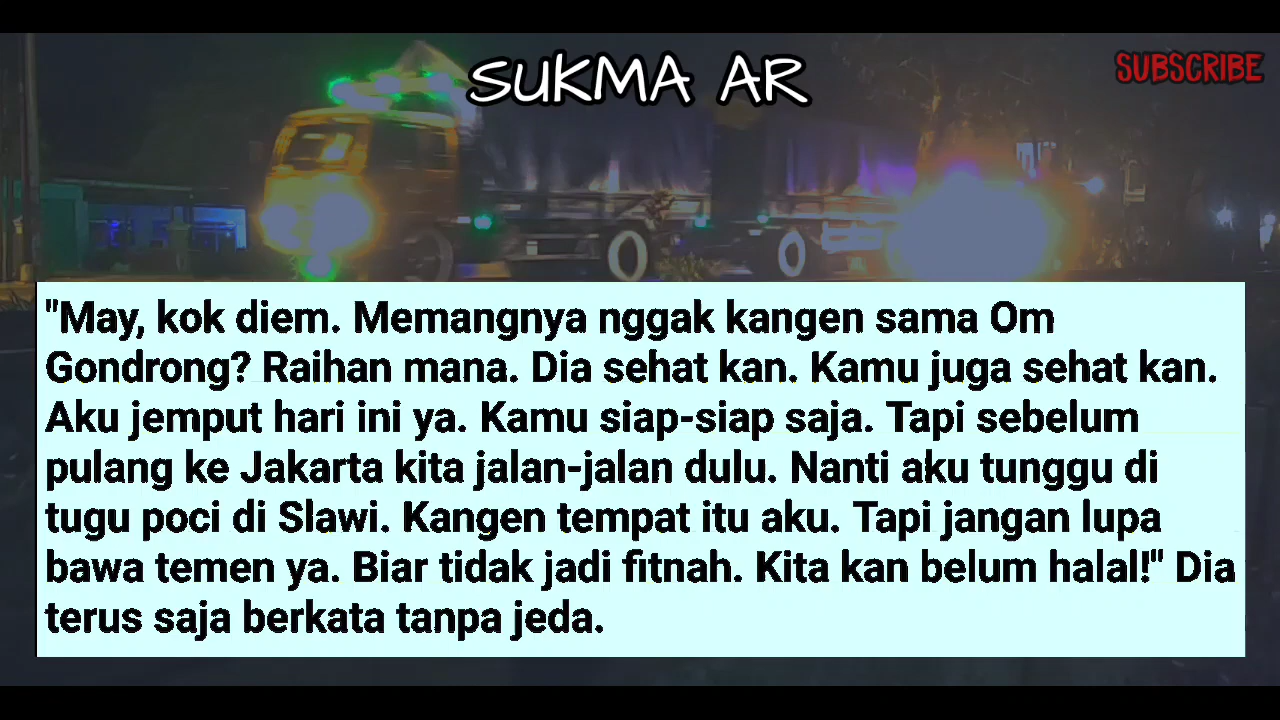 SUKMA AR
SUBSCRIBE
"May, kok diem. Memangnya nggak kangen sama Om
Gondrong? Raihan mana. Dia sehat kan. Kamu juga sehat kan.
Aku jemput hari ini ya. Kamu siap-siap saja. Tapi sebelum
pulang ke Jakarta kita jalan-jalan dulu. Nanti aku tunggu di
tugu poci di Slawi. Kangen tempat itu aku. Tapi jangan lupa
bawa temen ya. Biar tidak jadi fitnah. Kita kan belum halal!" Dia
terus saja berkata tanpa jeda.